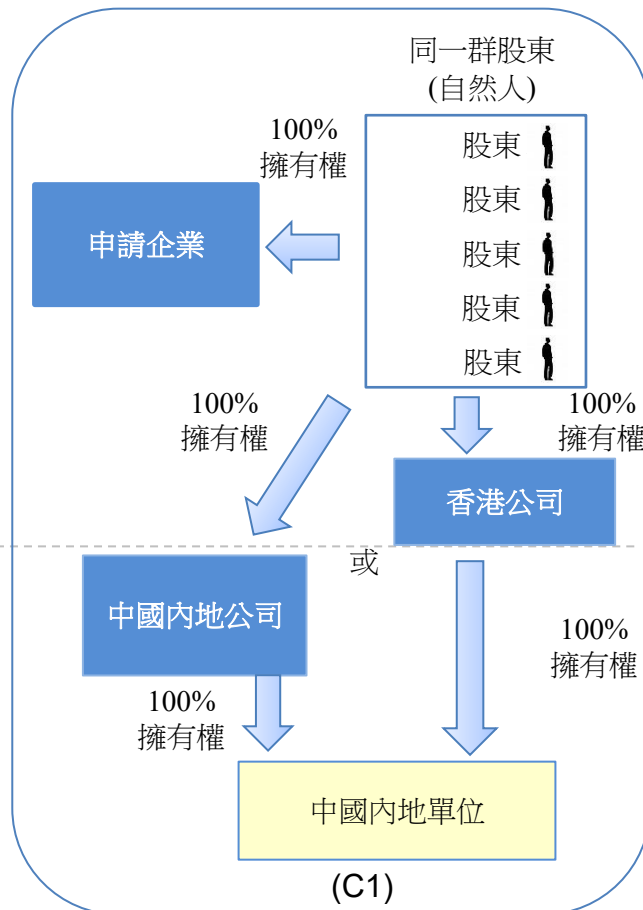 同一群股東
(自然人)
100%
擁有權
股東
股東
股東
股東
股東
申請企業
100%
擁有權
100%
擁有權
香港公司
或
中國內地公司
100%
擁有權
100%
擁有權
中國內地單位
(C1)